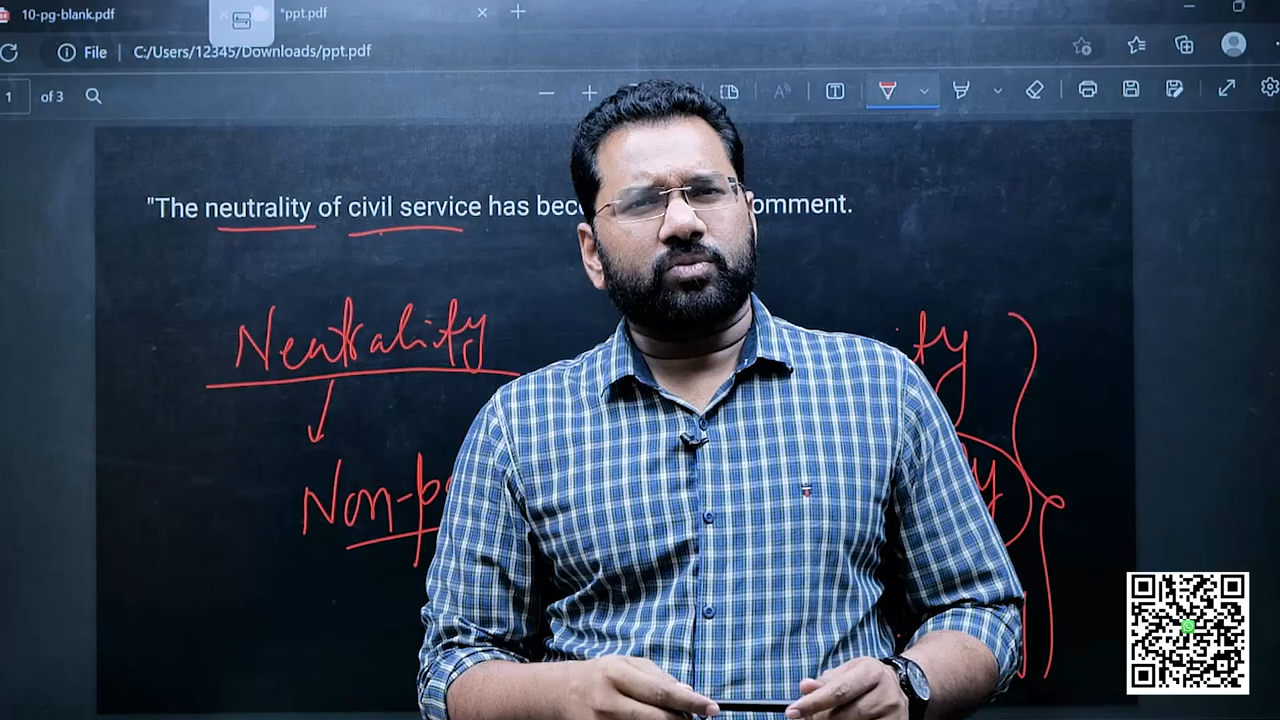 10-pg-blank.pdf
*ppt.pdf
File
C:/Users/12345/Downloads/ppt.pdf
1 of 3
"The neutrality of civil service has bec omment.
Neutrality
ity
Non-p
y